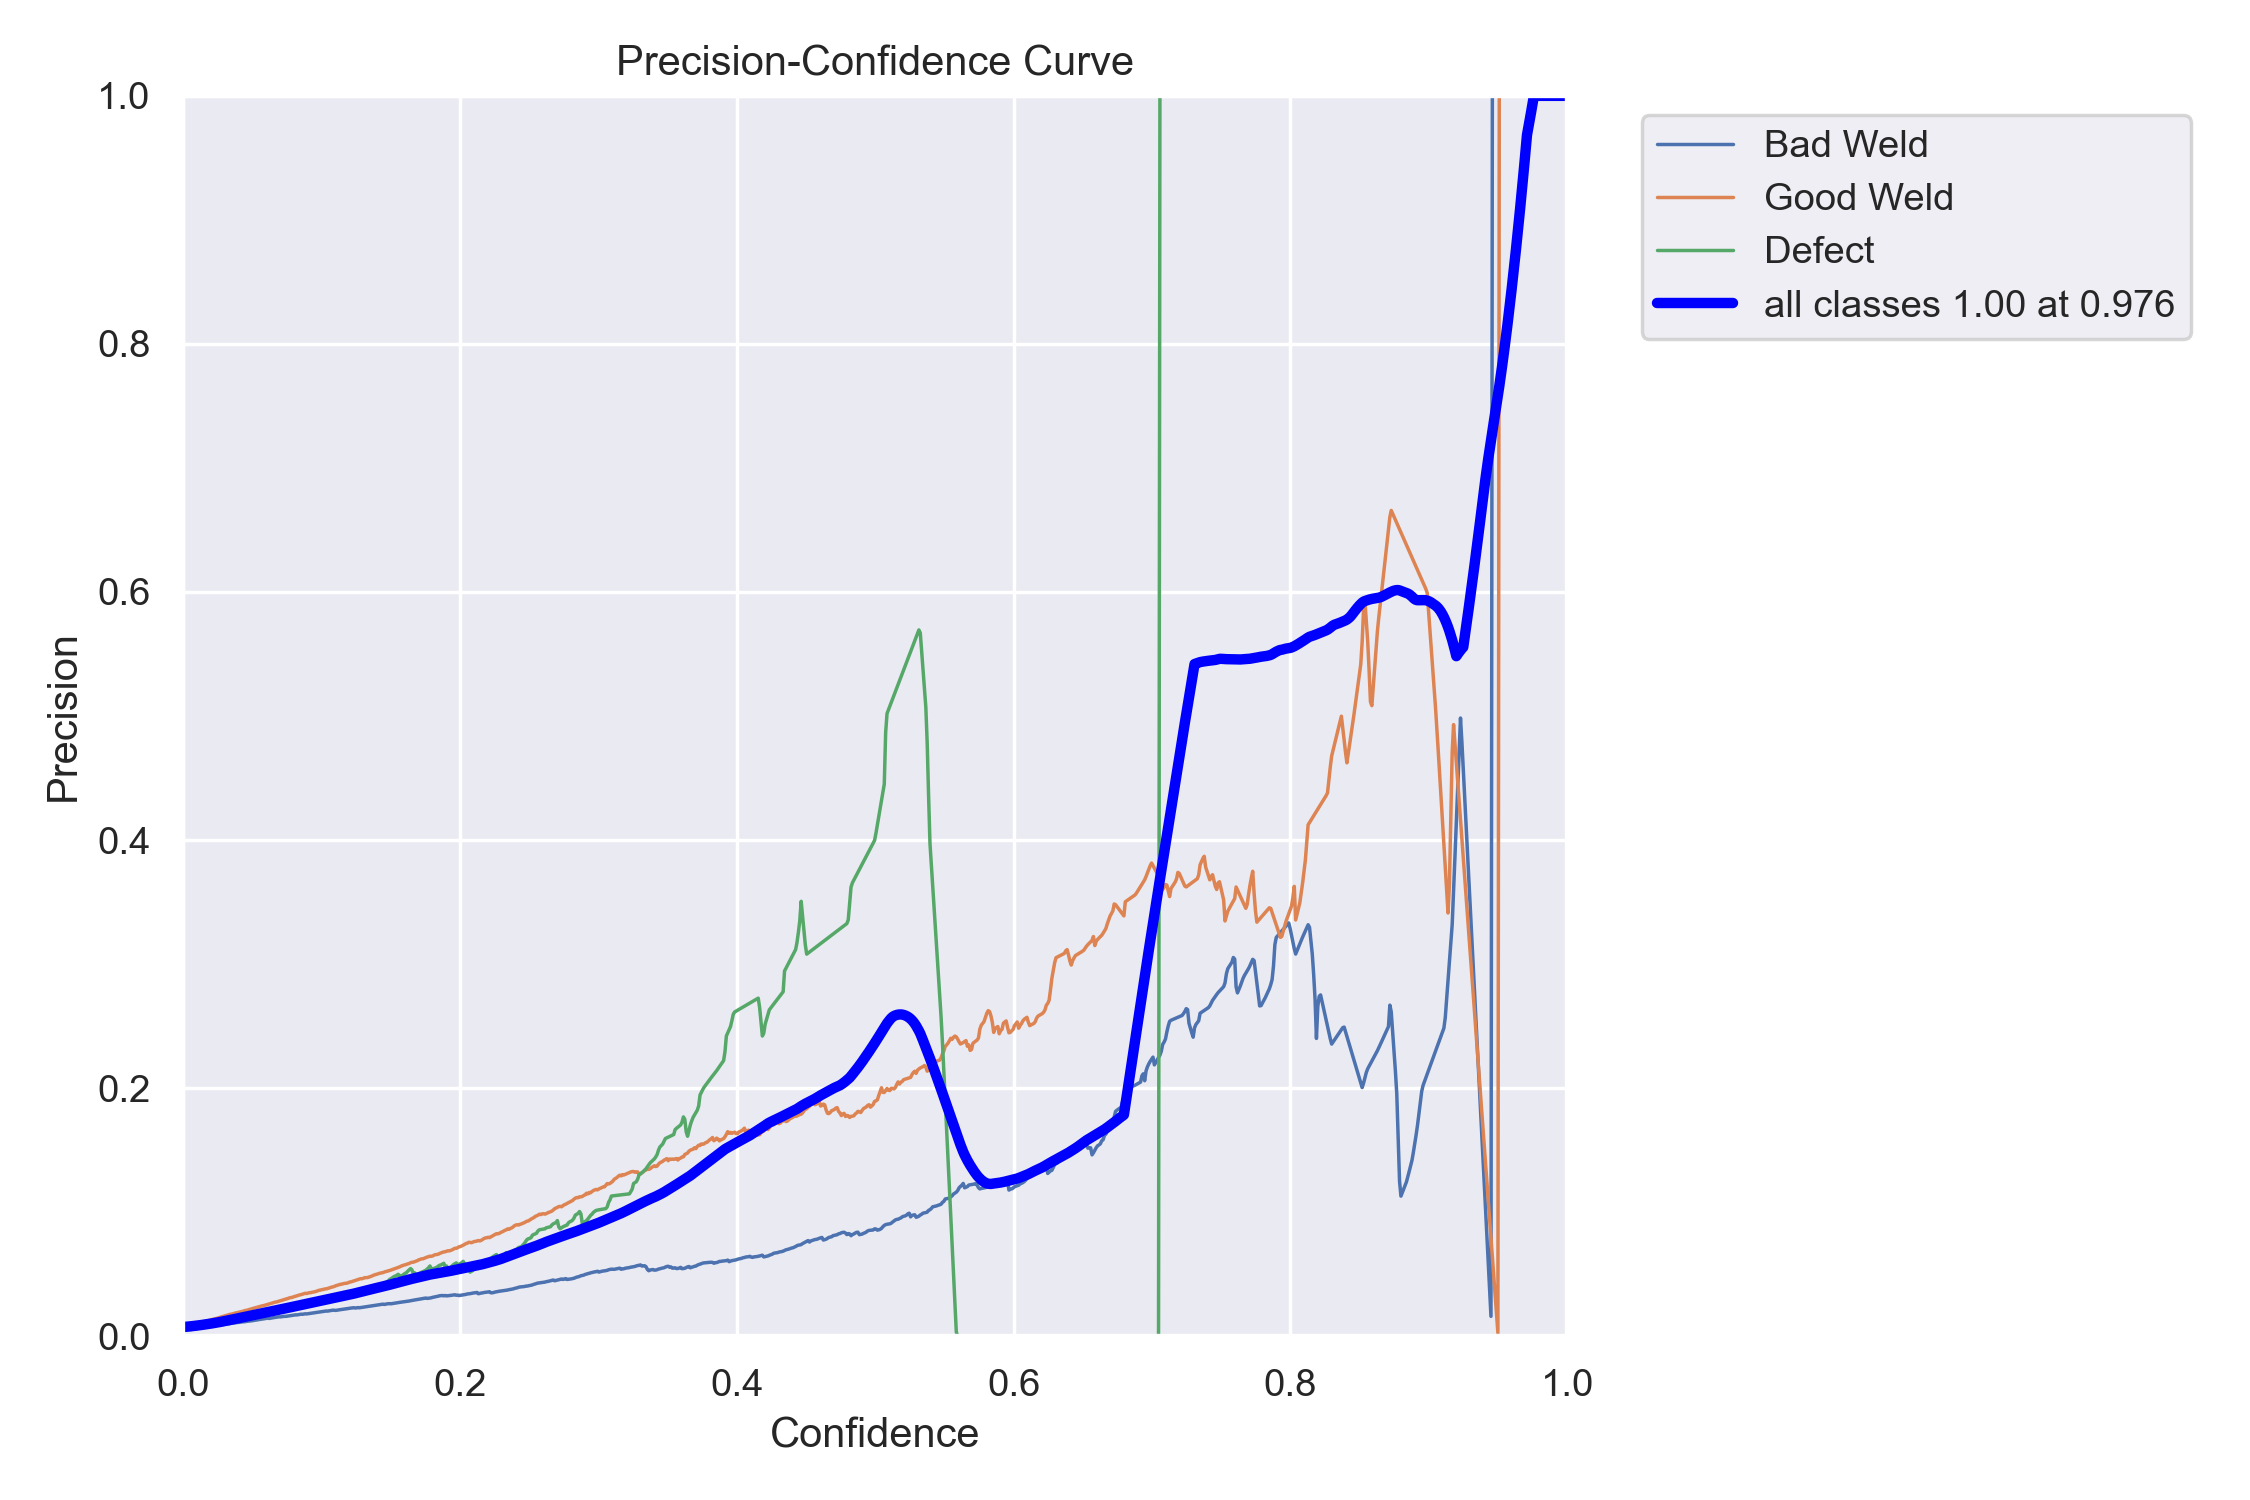 Precision-Confidence Curve
1.0
0.8
0.6
0.4
0.2
0.0
Precision
0.0 0.2 0.4 0.6 0.8 1.0
Confidence
Bad Weld
Good Weld
Defect
all classes 1.00 at 0.976